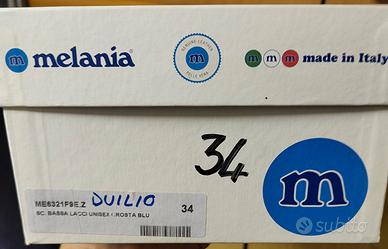 m melania®
GENUINE LEATHER
PELLE VERA
m
m m m made in Italy
34
ME6321F9E.Z DUILIO
SC. BASSA LACCI UNISEX CROSTA BLU
34
m
subito